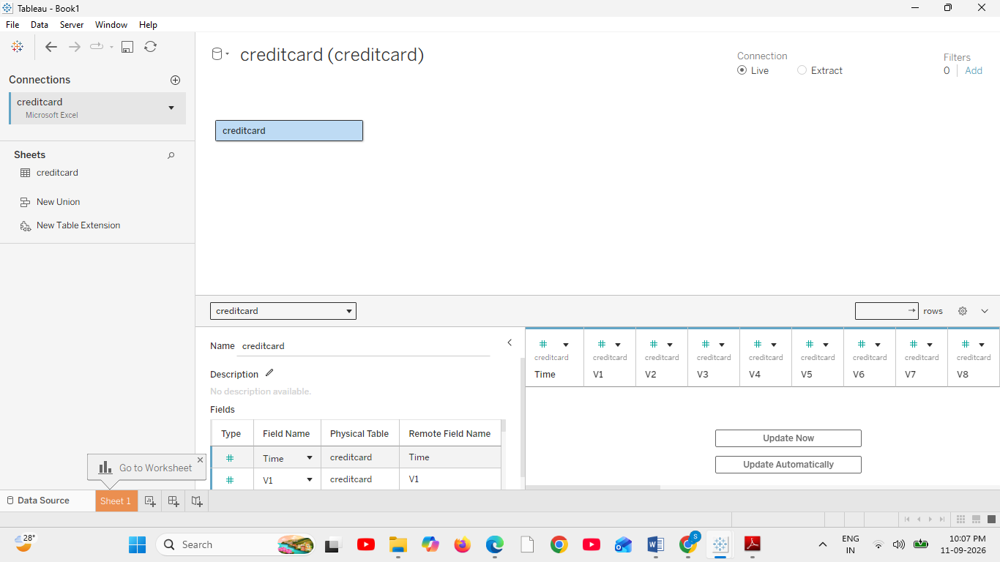 Tableau - Book1
File Data Server Window Help
Connections
creditcard
Microsoft Excel
Sheets
creditcard
New Union
New Table Extension
creditcard (creditcard)
Connection
Live Extract
Filters
0 Add
creditcard
creditcard
rows
Name creditcard
Description
No description available.
Fields
Type Field Name Physical Table Remote Field Name
# Time creditcard Time
# V1 creditcard V1
# # # # # # # # #
creditcard creditcard creditcard creditcard creditcard creditcard creditcard creditcard creditcard
Time V1 V2 V3 V4 V5 V6 V7 V8
Update Now
Update Automatically
Go to Worksheet
Data Source Sheet 1
28°
Search
S
ENG
IN
10:07 PM
11-09-2026